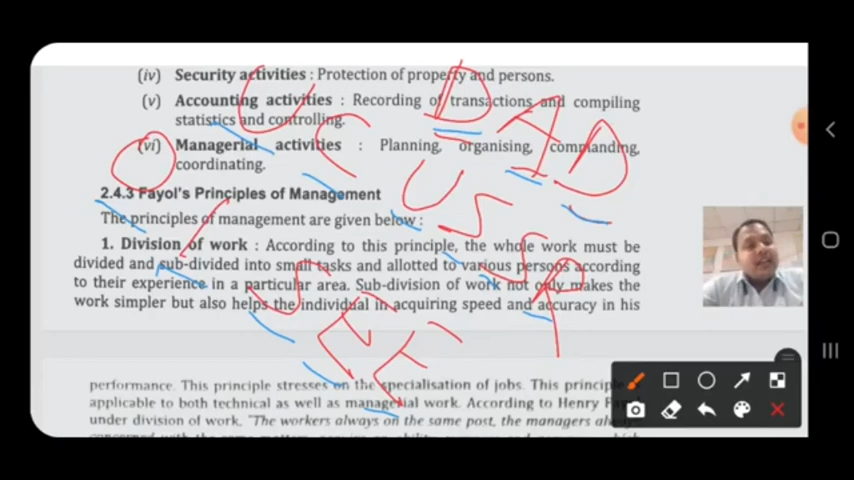 (iv) Security activities : Protection of property and persons.
(v) Accounting activities : Recording of transactions and compiling
statistics and controlling.
(vi) Managerial activities : Planning, organising, commanding,
coordinating.
2.4.3 Fayol's Principles of Management
The principles of management are given below :
1. Division of work : According to this principle, the whole work must be
divided and sub-divided into small tasks and allotted to various persons according
to their experience in a particular area. Sub-division of work not only makes the
work simpler but also helps the individual in acquiring speed and accuracy in his
performance. This principle stresses on the specialisation of jobs. This principle
applicable to both technical as well as managerial work. According to Henry
under division of work, "The workers always on the same post, the managers
C D
C A D
O U S
I S S P
E
F